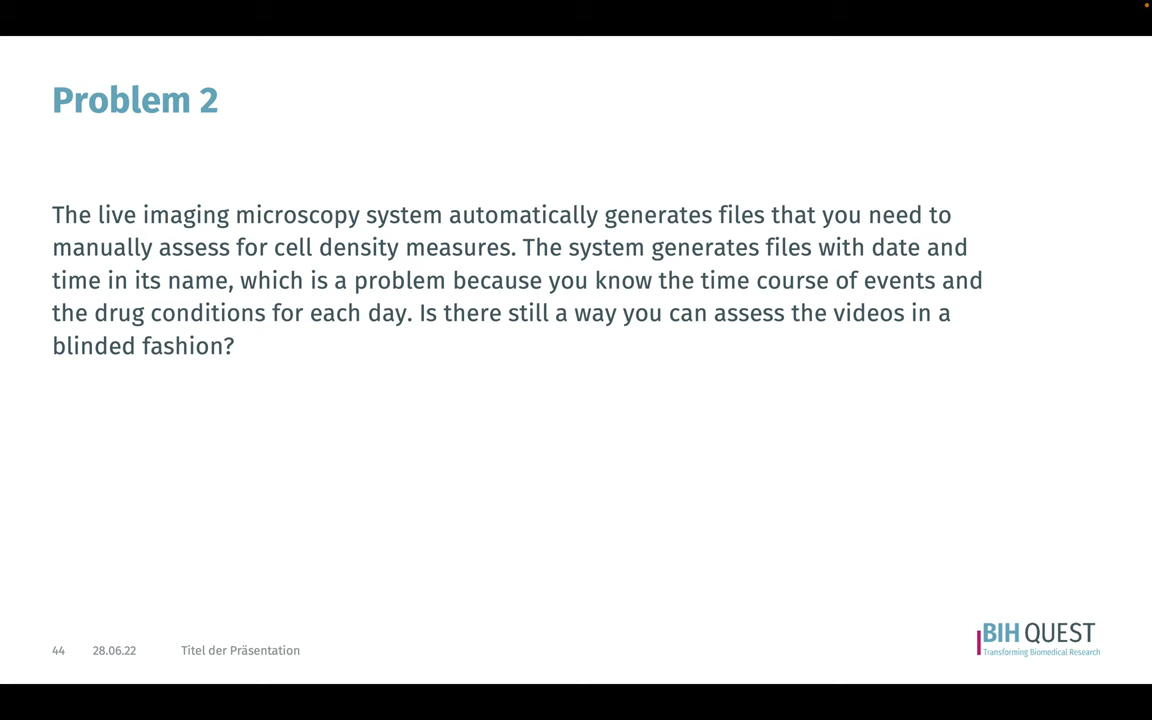 Problem 2
The live imaging microscopy system automatically generates files that you need to
manually assess for cell density measures. The system generates files with date and
time in its name, which is a problem because you know the time course of events and
the drug conditions for each day. Is there still a way you can assess the videos in a
blinded fashion?
44 28.06.22 Titel der Präsentation
BIH QUEST
Transforming Biomedical Research